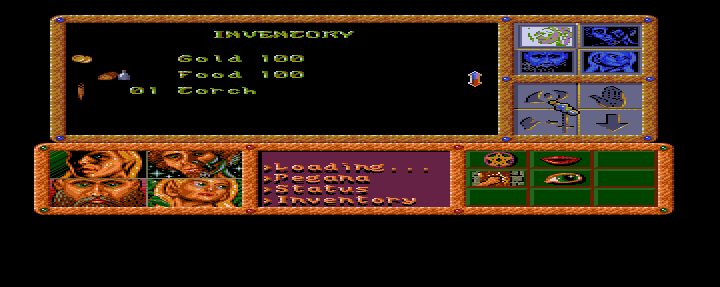 INVENTORY
Gold 100
Food 100
01 Torch
>Loading...
>Pegana
>Status
>Inventory